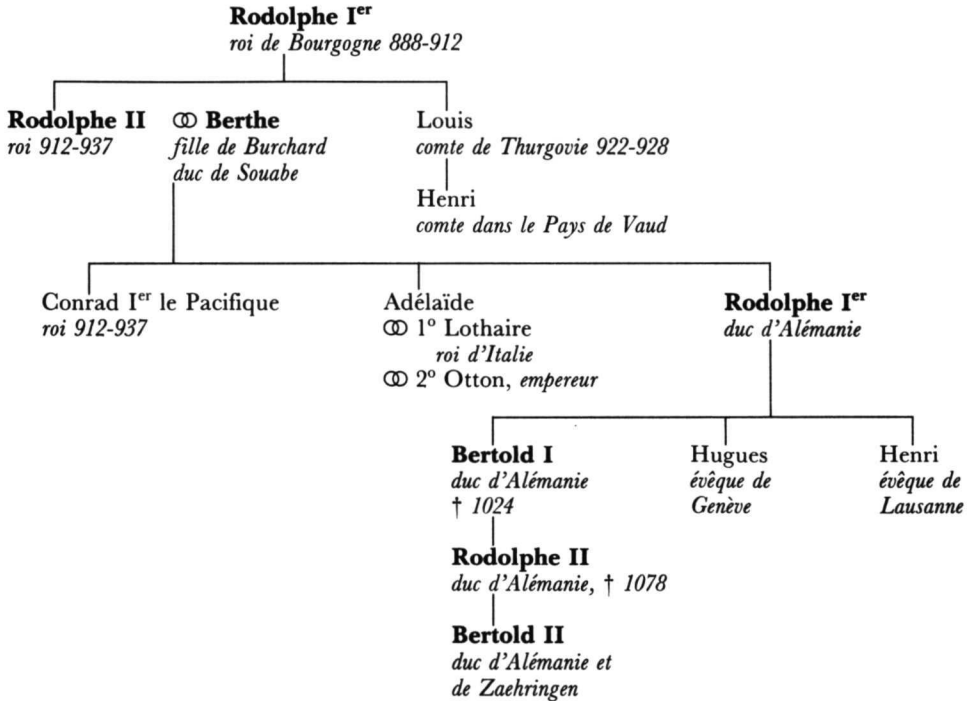 Rodolphe Ier
roi de Bourgogne 888-912
Rodolphe II
roi 912-937
Ⓞ Berthe
fille de Burchard
duc de Souabe
Louis
comte de Thurgovie 922-928
Henri
comte dans le Pays de Vaud
Conrad Ier le Pacifique
roi 912-937
Adélaïde
Ⓞ 1º Lothaire
roi d'Italie
Ⓞ 2º Otton, empereur
Rodolphe Ier
duc d'Alémanie
Bertold I
duc d'Alémanie
† 1024
Hugues
évêque de
Genève
Henri
évêque de
Lausanne
Rodolphe II
duc d'Alémanie, † 1078
Bertold II
duc d'Alémanie et
de Zaehringen